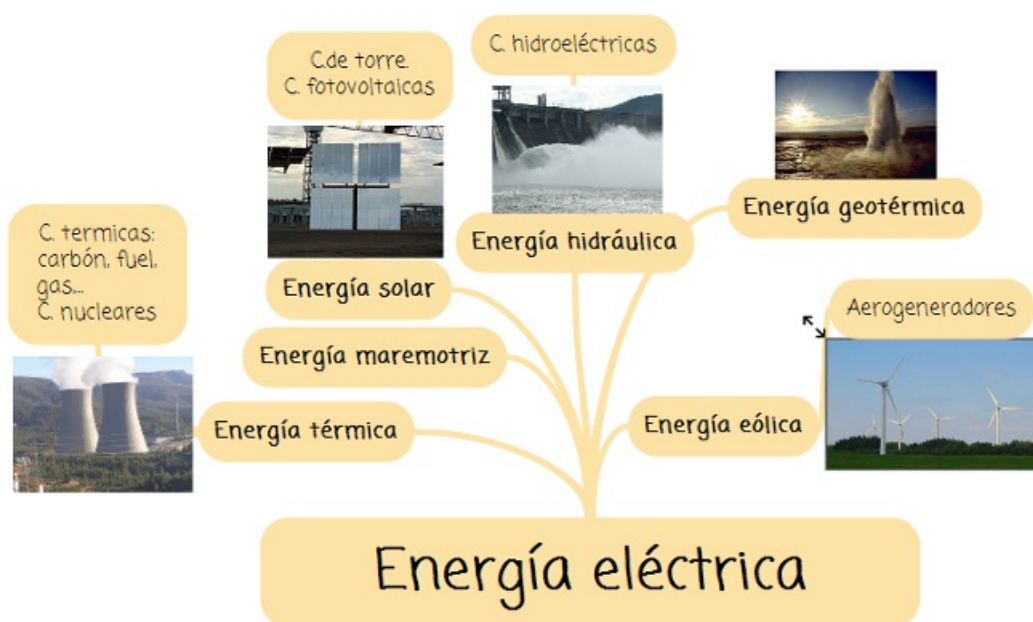 C.de torre.
C. fotovoltaicas
C. hidroeléctricas
Energía geotérmica
Energía hidráulica
C. termicas:
carbón, fuel,
gas,...
C. nucleares
Energía solar
Aerogeneradores
Energía maremotriz
Energía térmica
Energía eólica
Energía eléctrica